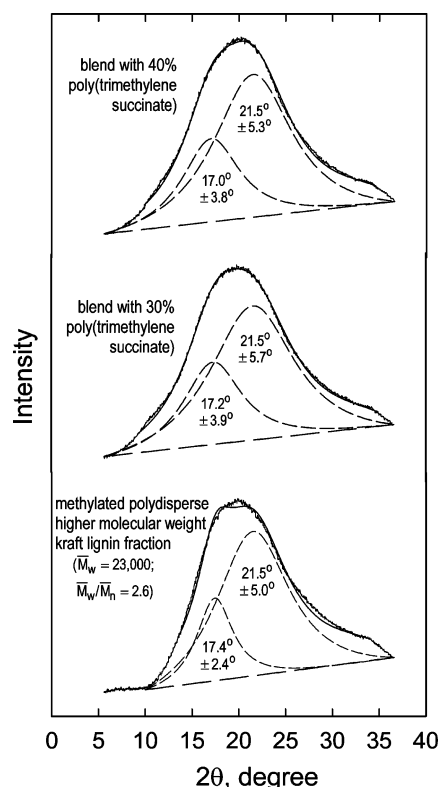 blend with 40%
poly(trimethylene
succinate)
21.5°
±5.3°
17.0°
±3.8°
blend with 30%
poly(trimethylene
succinate)
21.5°
±5.7°
17.2°
±3.9°
Intensity
methylated polydisperse
higher molecular weight
kraft lignin fraction
(M̅w = 23,000;
M̅w/M̅n = 2.6)
21.5°
±5.0°
17.4°
±2.4°
0 5 10 15 20 25 30 35 40
2θ, degree